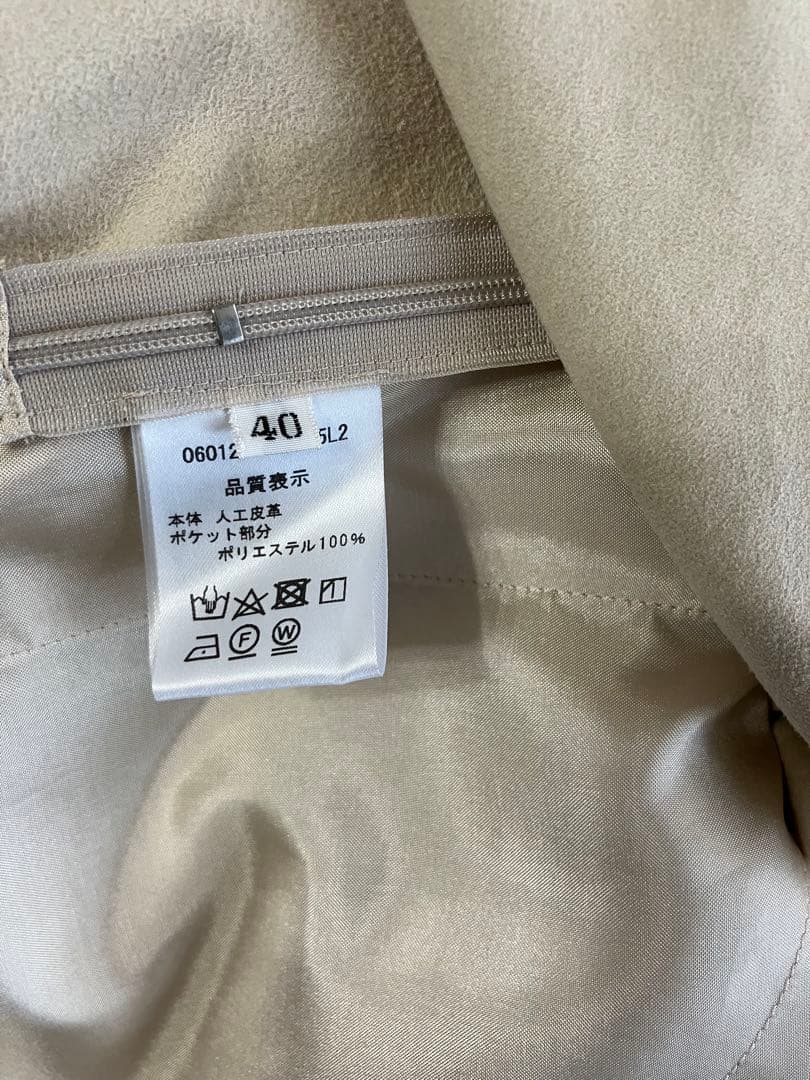 40
06012 5L2
品質表示
本体 人工皮革
ポケット部分
ポリエステル100%
F W